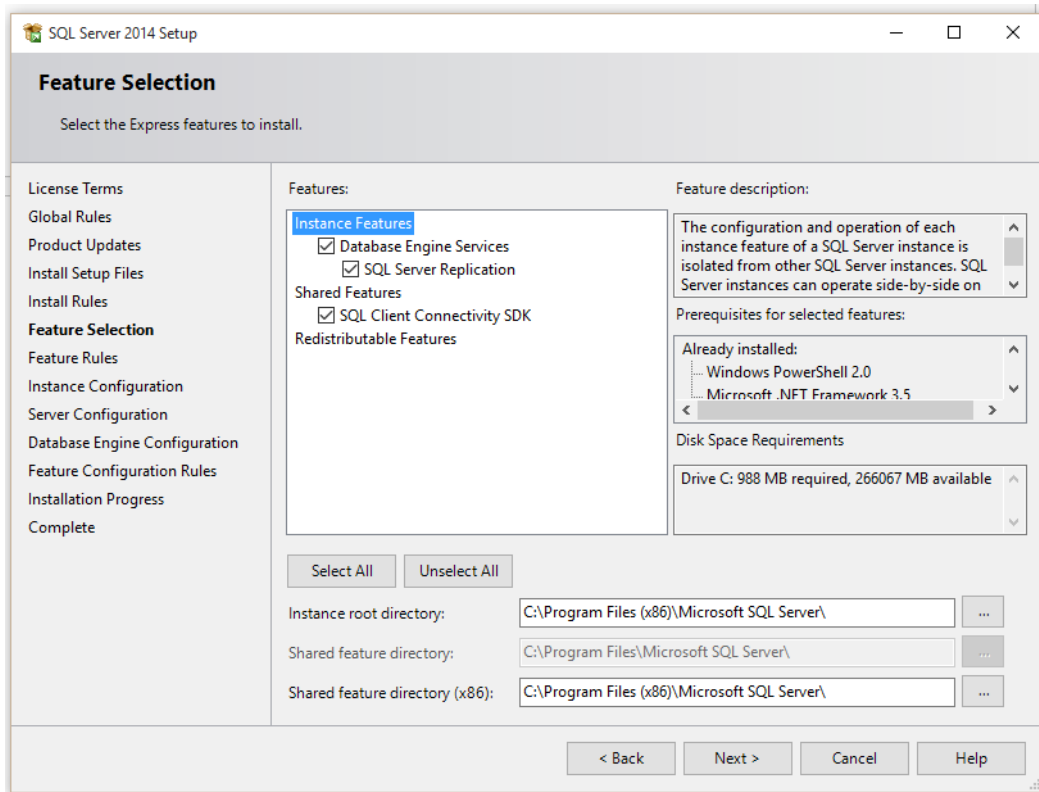 SQL Server 2014 Setup
Feature Selection
Select the Express features to install.
License Terms
Global Rules
Product Updates
Install Setup Files
Install Rules
Feature Selection
Feature Rules
Instance Configuration
Server Configuration
Database Engine Configuration
Feature Configuration Rules
Installation Progress
Complete
Features:
Instance Features
Database Engine Services
SQL Server Replication
Shared Features
SQL Client Connectivity SDK
Redistributable Features
Feature description:
The configuration and operation of each
instance feature of a SQL Server instance is
isolated from other SQL Server instances. SQL
Server instances can operate side-by-side on
Prerequisites for selected features:
Already installed:
Windows PowerShell 2.0
Microsoft .NET Framework 3.5
Disk Space Requirements
Drive C: 988 MB required, 266067 MB available
Select All
Unselect All
Instance root directory:
C:\Program Files (x86)\Microsoft SQL Server\
...
Shared feature directory:
C:\Program Files\Microsoft SQL Server\
...
Shared feature directory (x86):
C:\Program Files (x86)\Microsoft SQL Server\
...
< Back
Next >
Cancel
Help